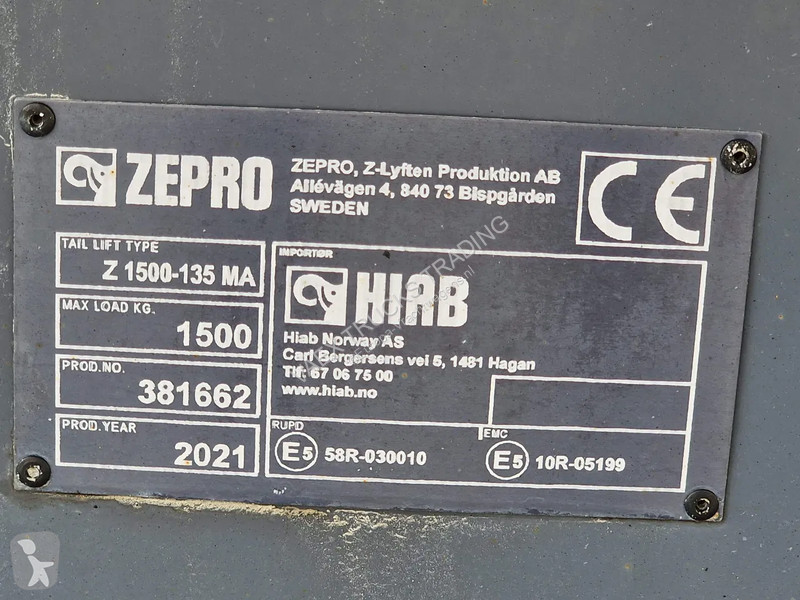 ZEPRO
ZEPRO, Z-Lyften Produktion AB
Allévägen 4, 840 73 Bispgården
SWEDEN
CE
TAIL LIFT TYPE
Z 1500-135 MA
MAX LOAD KG.
1500
PROD.NO.
381662
PROD.YEAR
2021
IMPORTØR
HIAB
Hiab Norway AS
Carl Bergersens vei 5, 1481 Hagan
Tlf: 67 06 75 00
www.hiab.no
RUPD
E5 58R-030010
EMC
E5 10R-05199
TRUCKS TRADING